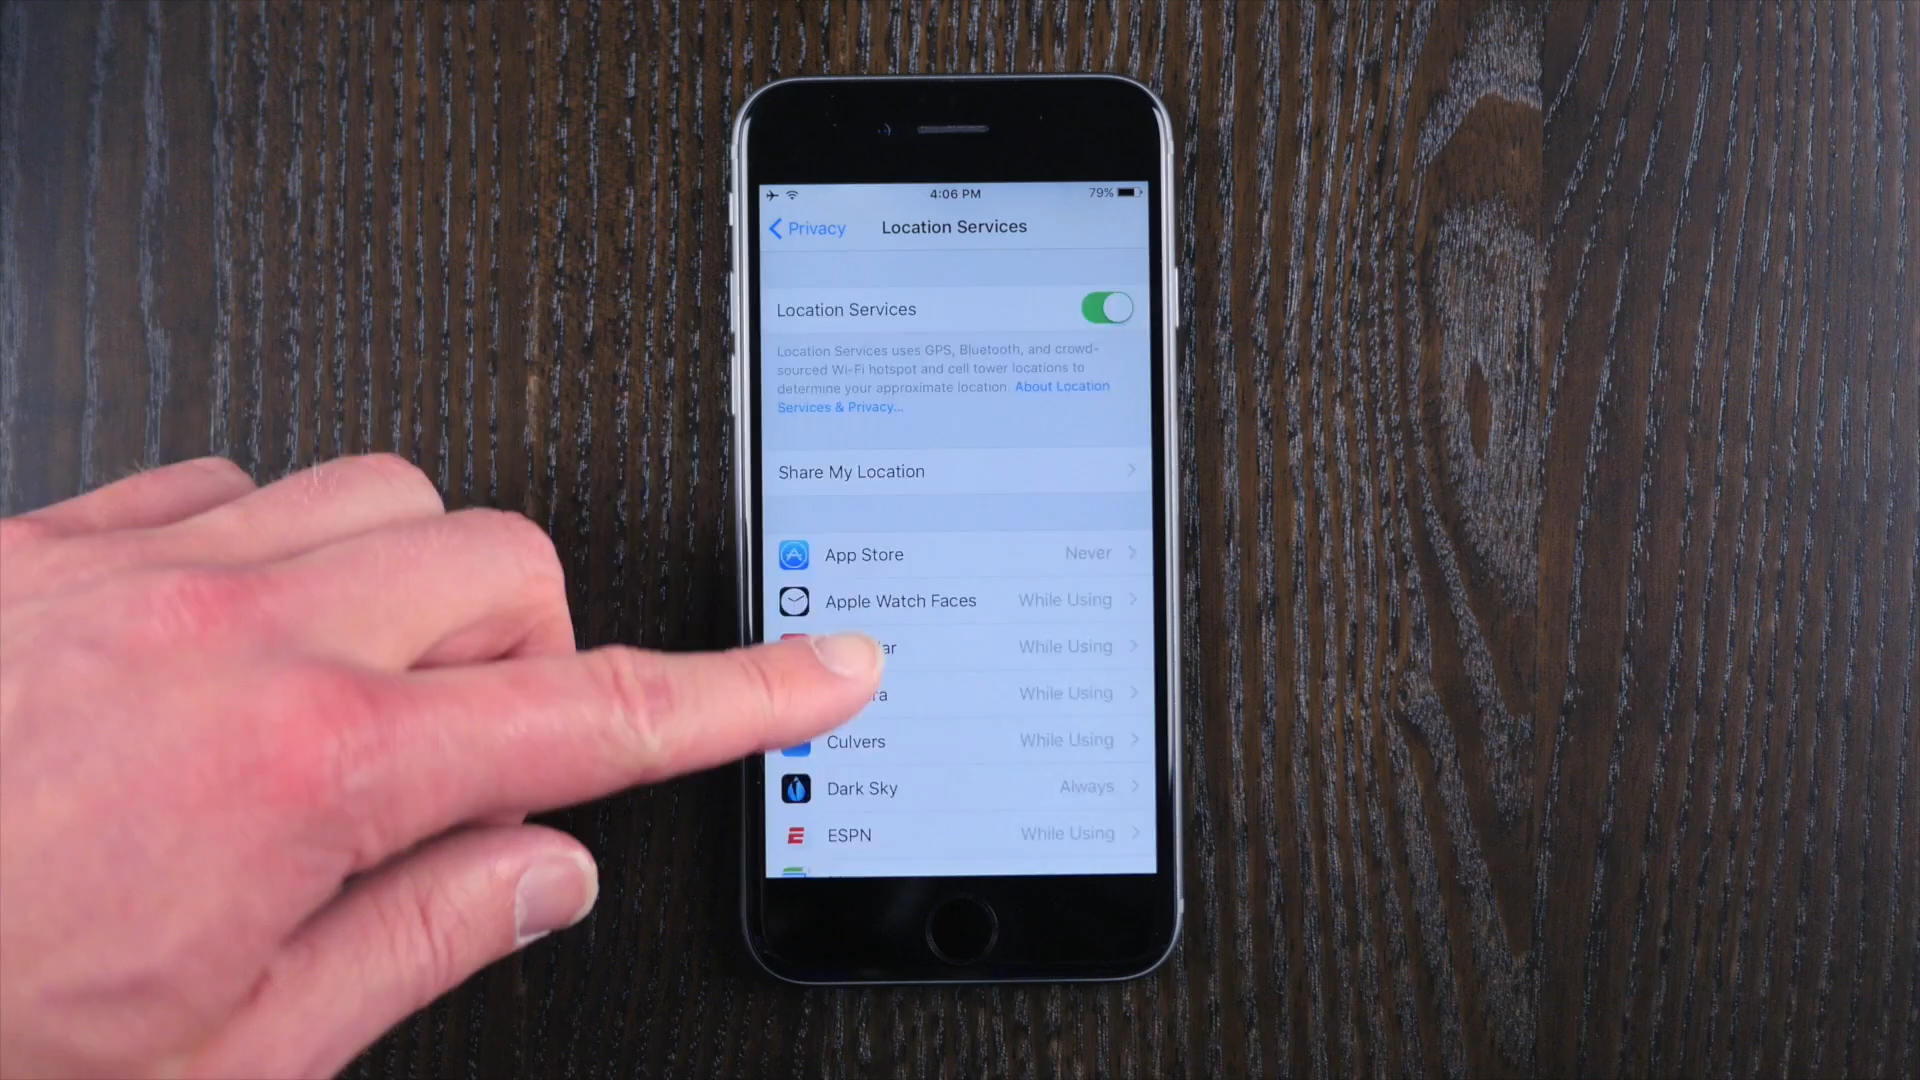 4:06 PM
79%
Privacy
Location Services
Location Services
Location Services uses GPS, Bluetooth, and crowd-
sourced Wi-Fi hotspot and cell tower locations to
determine your approximate location. About Location
Services & Privacy...
Share My Location
App Store Never
Apple Watch Faces While Using
ar While Using
ra While Using
Culvers While Using
Dark Sky Always
E ESPN While Using